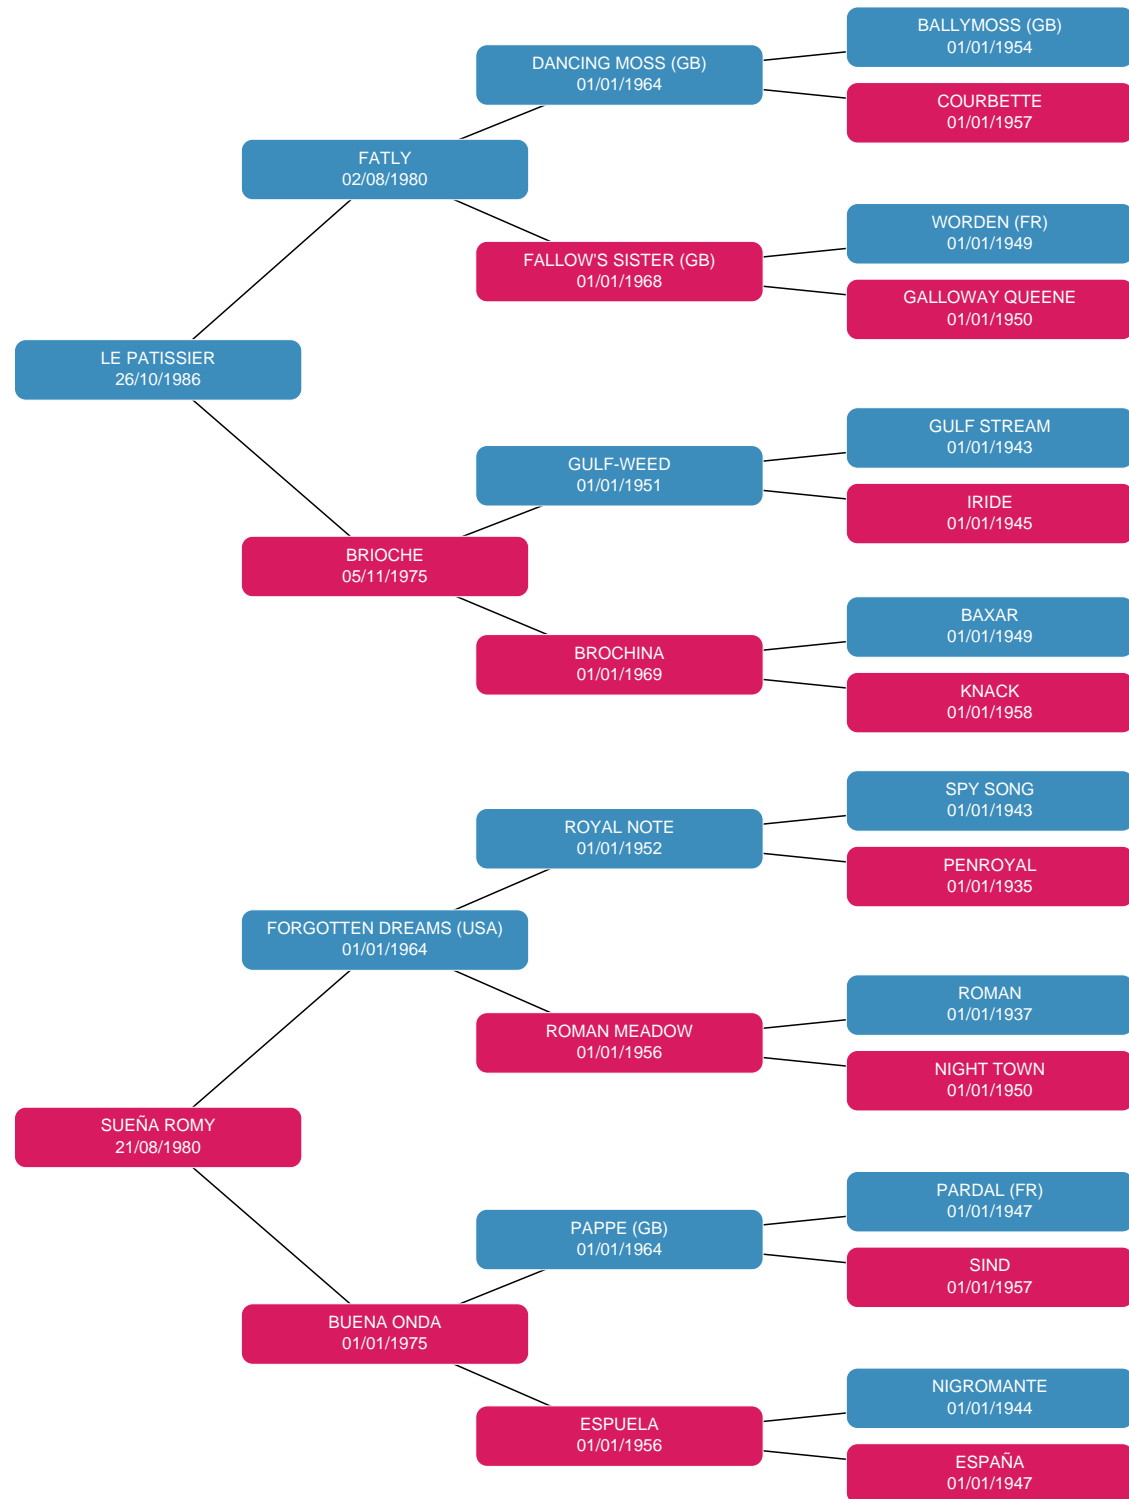 BALLYMOSS (GB)
01/01/1954
DANCING MOSS (GB)
01/01/1964
COURBETTE
01/01/1957
FATLY
02/08/1980
WORDEN (FR)
01/01/1949
FALLOW'S SISTER (GB)
01/01/1968
GALLOWAY QUEENE
01/01/1950
LE PATISSIER
26/10/1986
GULF STREAM
01/01/1943
GULF-WEED
01/01/1951
IRIDE
01/01/1945
BRIOCHE
05/11/1975
BAXAR
01/01/1949
BROCHINA
01/01/1969
KNACK
01/01/1958
SPY SONG
01/01/1943
ROYAL NOTE
01/01/1952
PENROYAL
01/01/1935
FORGOTTEN DREAMS (USA)
01/01/1964
ROMAN
01/01/1937
ROMAN MEADOW
01/01/1956
NIGHT TOWN
01/01/1950
SUEÑA ROMY
21/08/1980
PARDAL (FR)
01/01/1947
PAPPE (GB)
01/01/1964
SIND
01/01/1957
BUENA ONDA
01/01/1975
NIGROMANTE
01/01/1944
ESPUELA
01/01/1956
ESPAÑA
01/01/1947